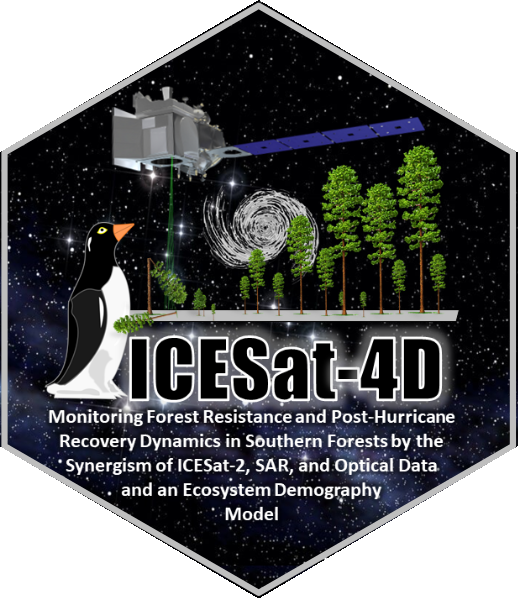 ICESat-4D
Monitoring Forest Resistance and Post-Hurricane
Recovery Dynamics in Southern Forests by the
Synergism of ICESat-2, SAR, and Optical Data
and an Ecosystem Demography
Model